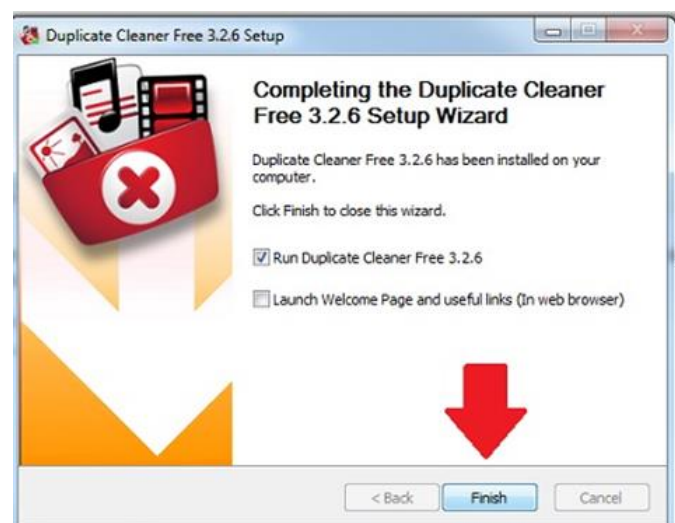 Duplicate Cleaner Free 3.2.6 Setup
Completing the Duplicate Cleaner
Free 3.2.6 Setup Wizard
Duplicate Cleaner Free 3.2.6 has been installed on your
computer.
Click Finish to close this wizard.
Run Duplicate Cleaner Free 3.2.6
Launch Welcome Page and useful links (In web browser)
< Back Finish Cancel